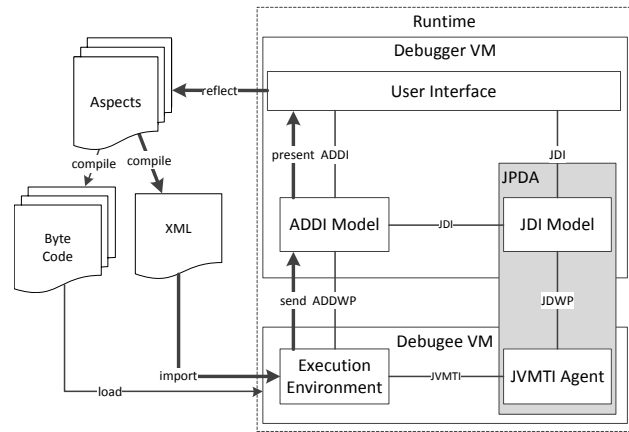 Runtime
Debugger VM
User Interface
Aspects
reflect
compile
compile
present
ADDI
JDI
JPDA
Byte
Code
XML
ADDI Model
JDI
JDI Model
send
ADDWP
JDWP
Debugee VM
import
Execution
Environment
JVMTI
JVMTI Agent
load